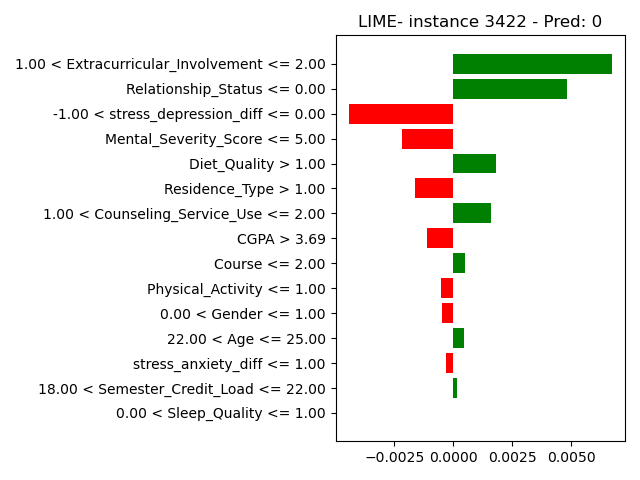 LIME- instance 3422 - Pred: 0
1.00 < Extracurricular_Involvement <= 2.00
Relationship_Status <= 0.00
-1.00 < stress_depression_diff <= 0.00
Mental_Severity_Score <= 5.00
Diet_Quality > 1.00
Residence_Type > 1.00
1.00 < Counseling_Service_Use <= 2.00
CGPA > 3.69
Course <= 2.00
Physical_Activity <= 1.00
0.00 < Gender <= 1.00
22.00 < Age <= 25.00
stress_anxiety_diff <= 1.00
18.00 < Semester_Credit_Load <= 22.00
0.00 < Sleep_Quality <= 1.00
−0.0025 0.0000 0.0025 0.0050